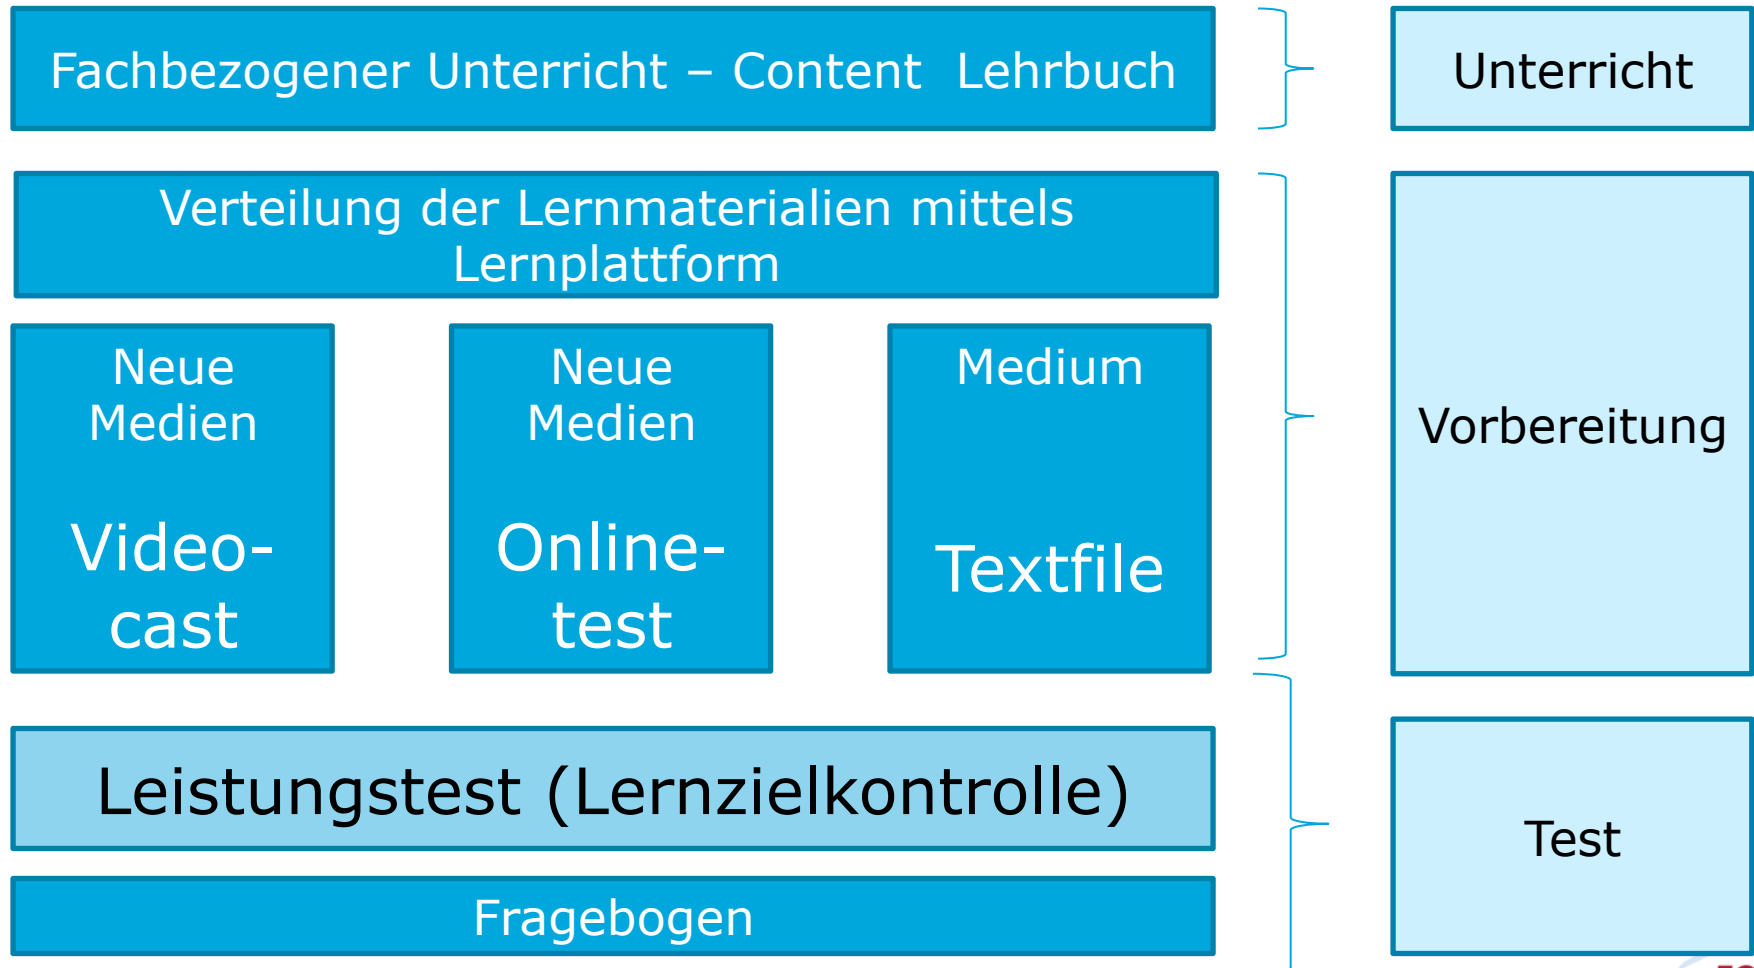 Fachbezogener Unterricht – Content  Lehrbuch
Unterricht
Verteilung der Lernmaterialien mittels
Lernplattform
Neue
Medien
Video-
cast
Neue
Medien
Online-
test
Medium
Textfile
Vorbereitung
Leistungstest (Lernzielkontrolle)
Fragebogen
Test